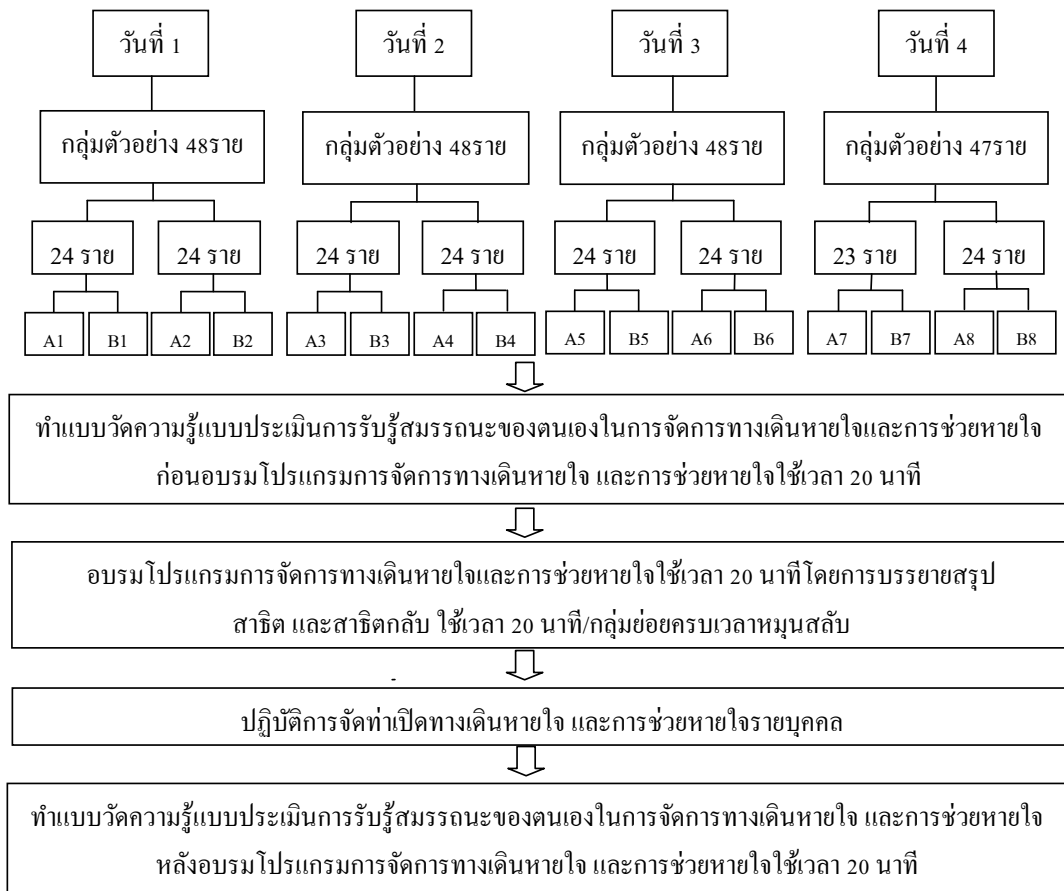 วันที่ 1 วันที่ 2 วันที่ 3 วันที่ 4
กลุ่มตัวอย่าง 48ราย กลุ่มตัวอย่าง 48ราย กลุ่มตัวอย่าง 48ราย กลุ่มตัวอย่าง 47ราย
24 ราย 24 ราย 24 ราย 24 ราย 24 ราย 24 ราย 23 ราย 24 ราย
A1 B1 A2 B2 A3 B3 A4 B4 A5 B5 A6 B6 A7 B7 A8 B8
ทำแบบวัดความรู้แบบประเมินการรับรู้สมรรถนะของตนเองในการจัดการทางเดินหายใจและการช่วยหายใจ
ก่อนอบรมโปรแกรมการจัดการทางเดินหายใจ และการช่วยหายใจใช้เวลา 20 นาที
อบรมโปรแกรมการจัดการทางเดินหายใจและการช่วยหายใจใช้เวลา 20 นาทีโดยการบรรยายสรุป
สาธิต และสาธิตกลับ ใช้เวลา 20 นาที/กลุ่มย่อยครบเวลาหมุนสลับ
ปฏิบัติการจัดท่าเปิดทางเดินหายใจ และการช่วยหายใจรายบุคคล
ทำแบบวัดความรู้แบบประเมินการรับรู้สมรรถนะของตนเองในการจัดการทางเดินหายใจ และการช่วยหายใจ
หลังอบรมโปรแกรมการจัดการทางเดินหายใจ และการช่วยหายใจใช้เวลา 20 นาที